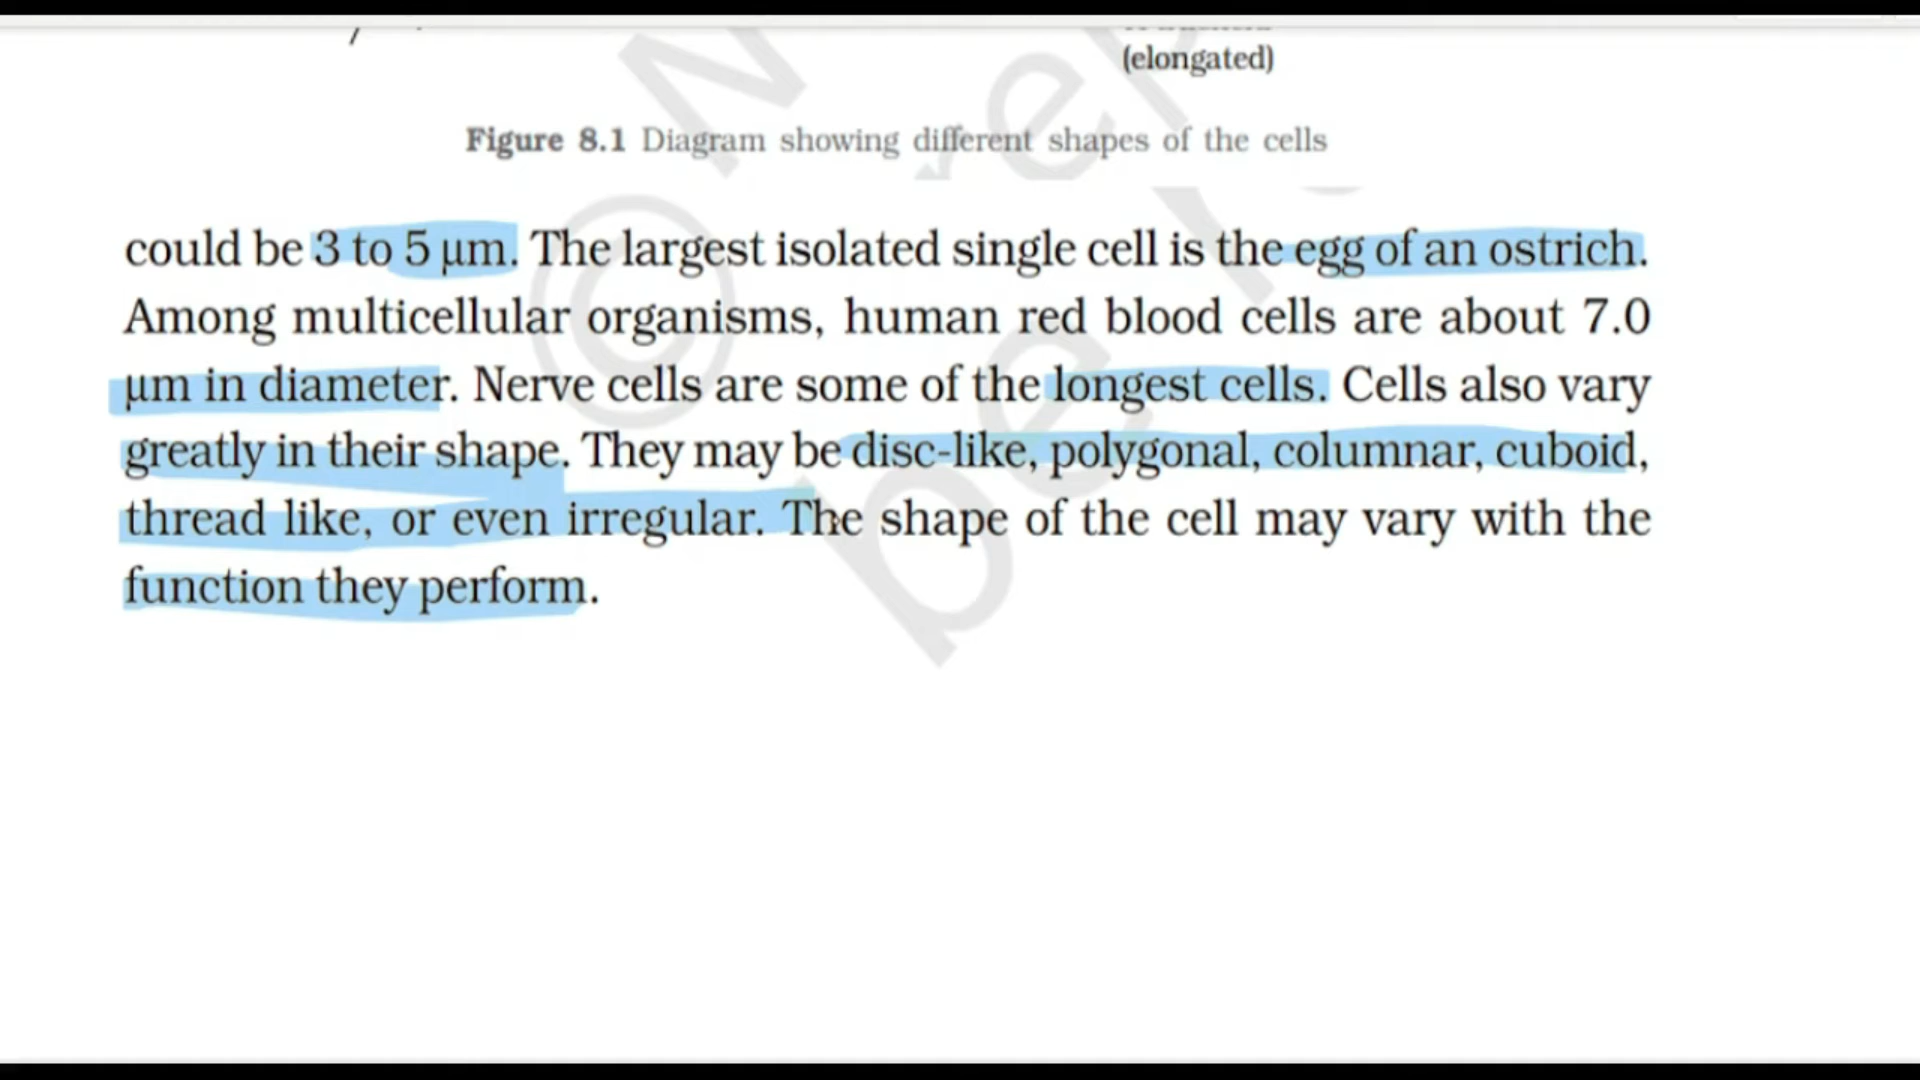 (elongated)
Figure 8.1 Diagram showing different shapes of the cells
could be 3 to 5 µm. The largest isolated single cell is the egg of an ostrich.
Among multicellular organisms, human red blood cells are about 7.0
µm in diameter. Nerve cells are some of the longest cells. Cells also vary
greatly in their shape. They may be disc-like, polygonal, columnar, cuboid,
thread like, or even irregular. The shape of the cell may vary with the
function they perform.